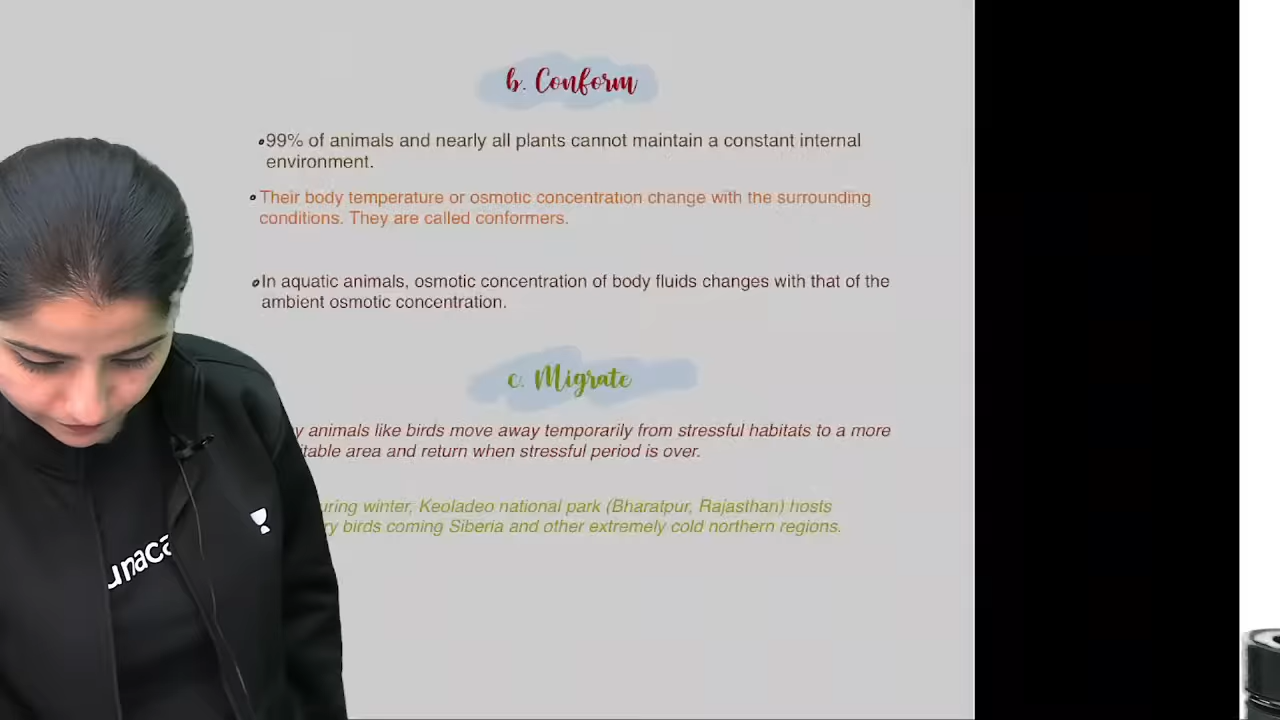 b. Conform
99% of animals and nearly all plants cannot maintain a constant internal
environment.
Their body temperature or osmotic concentration change with the surrounding
conditions. They are called conformers.
In aquatic animals, osmotic concentration of body fluids changes with that of the
ambient osmotic concentration.
c. Migrate
animals like birds move away temporarily from stressful habitats to a more
area and return when stressful period is over.
winter, Keoladeo national park (Bharatpur, Rajasthan) hosts
birds coming Siberia and other extremely cold northern regions.
unaca